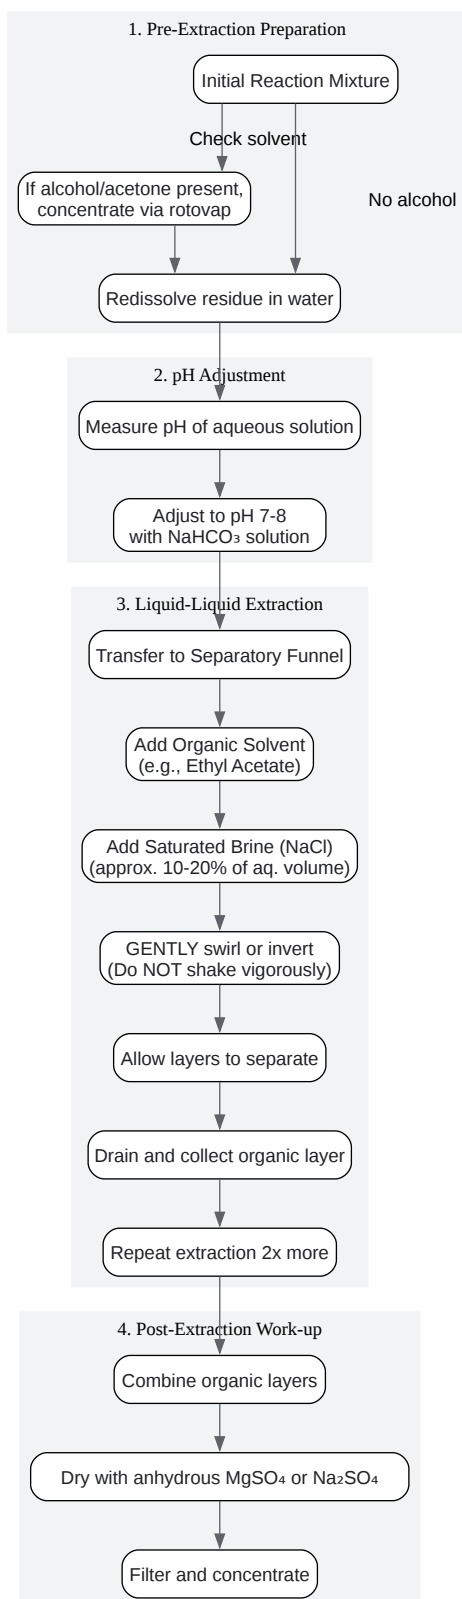 1. Pre-Extraction Preparation
Initial Reaction Mixture
Check solvent
If alcohol/acetone present,
concentrate via rotovap
No alcohol
Redissolve residue in water
2. pH Adjustment
Measure pH of aqueous solution
Adjust to pH 7-8
with NaHCO₃ solution
3. Liquid-Liquid Extraction
Transfer to Separatory Funnel
Add Organic Solvent
(e.g., Ethyl Acetate)
Add Saturated Brine (NaCl)
(approx. 10-20% of aq. volume)
GENTLY swirl or invert
(Do NOT shake vigorously)
Allow layers to separate
Drain and collect organic layer
Repeat extraction 2x more
4. Post-Extraction Work-up
Combine organic layers
Dry with anhydrous MgSO₄ or Na₂SO₄
Filter and concentrate